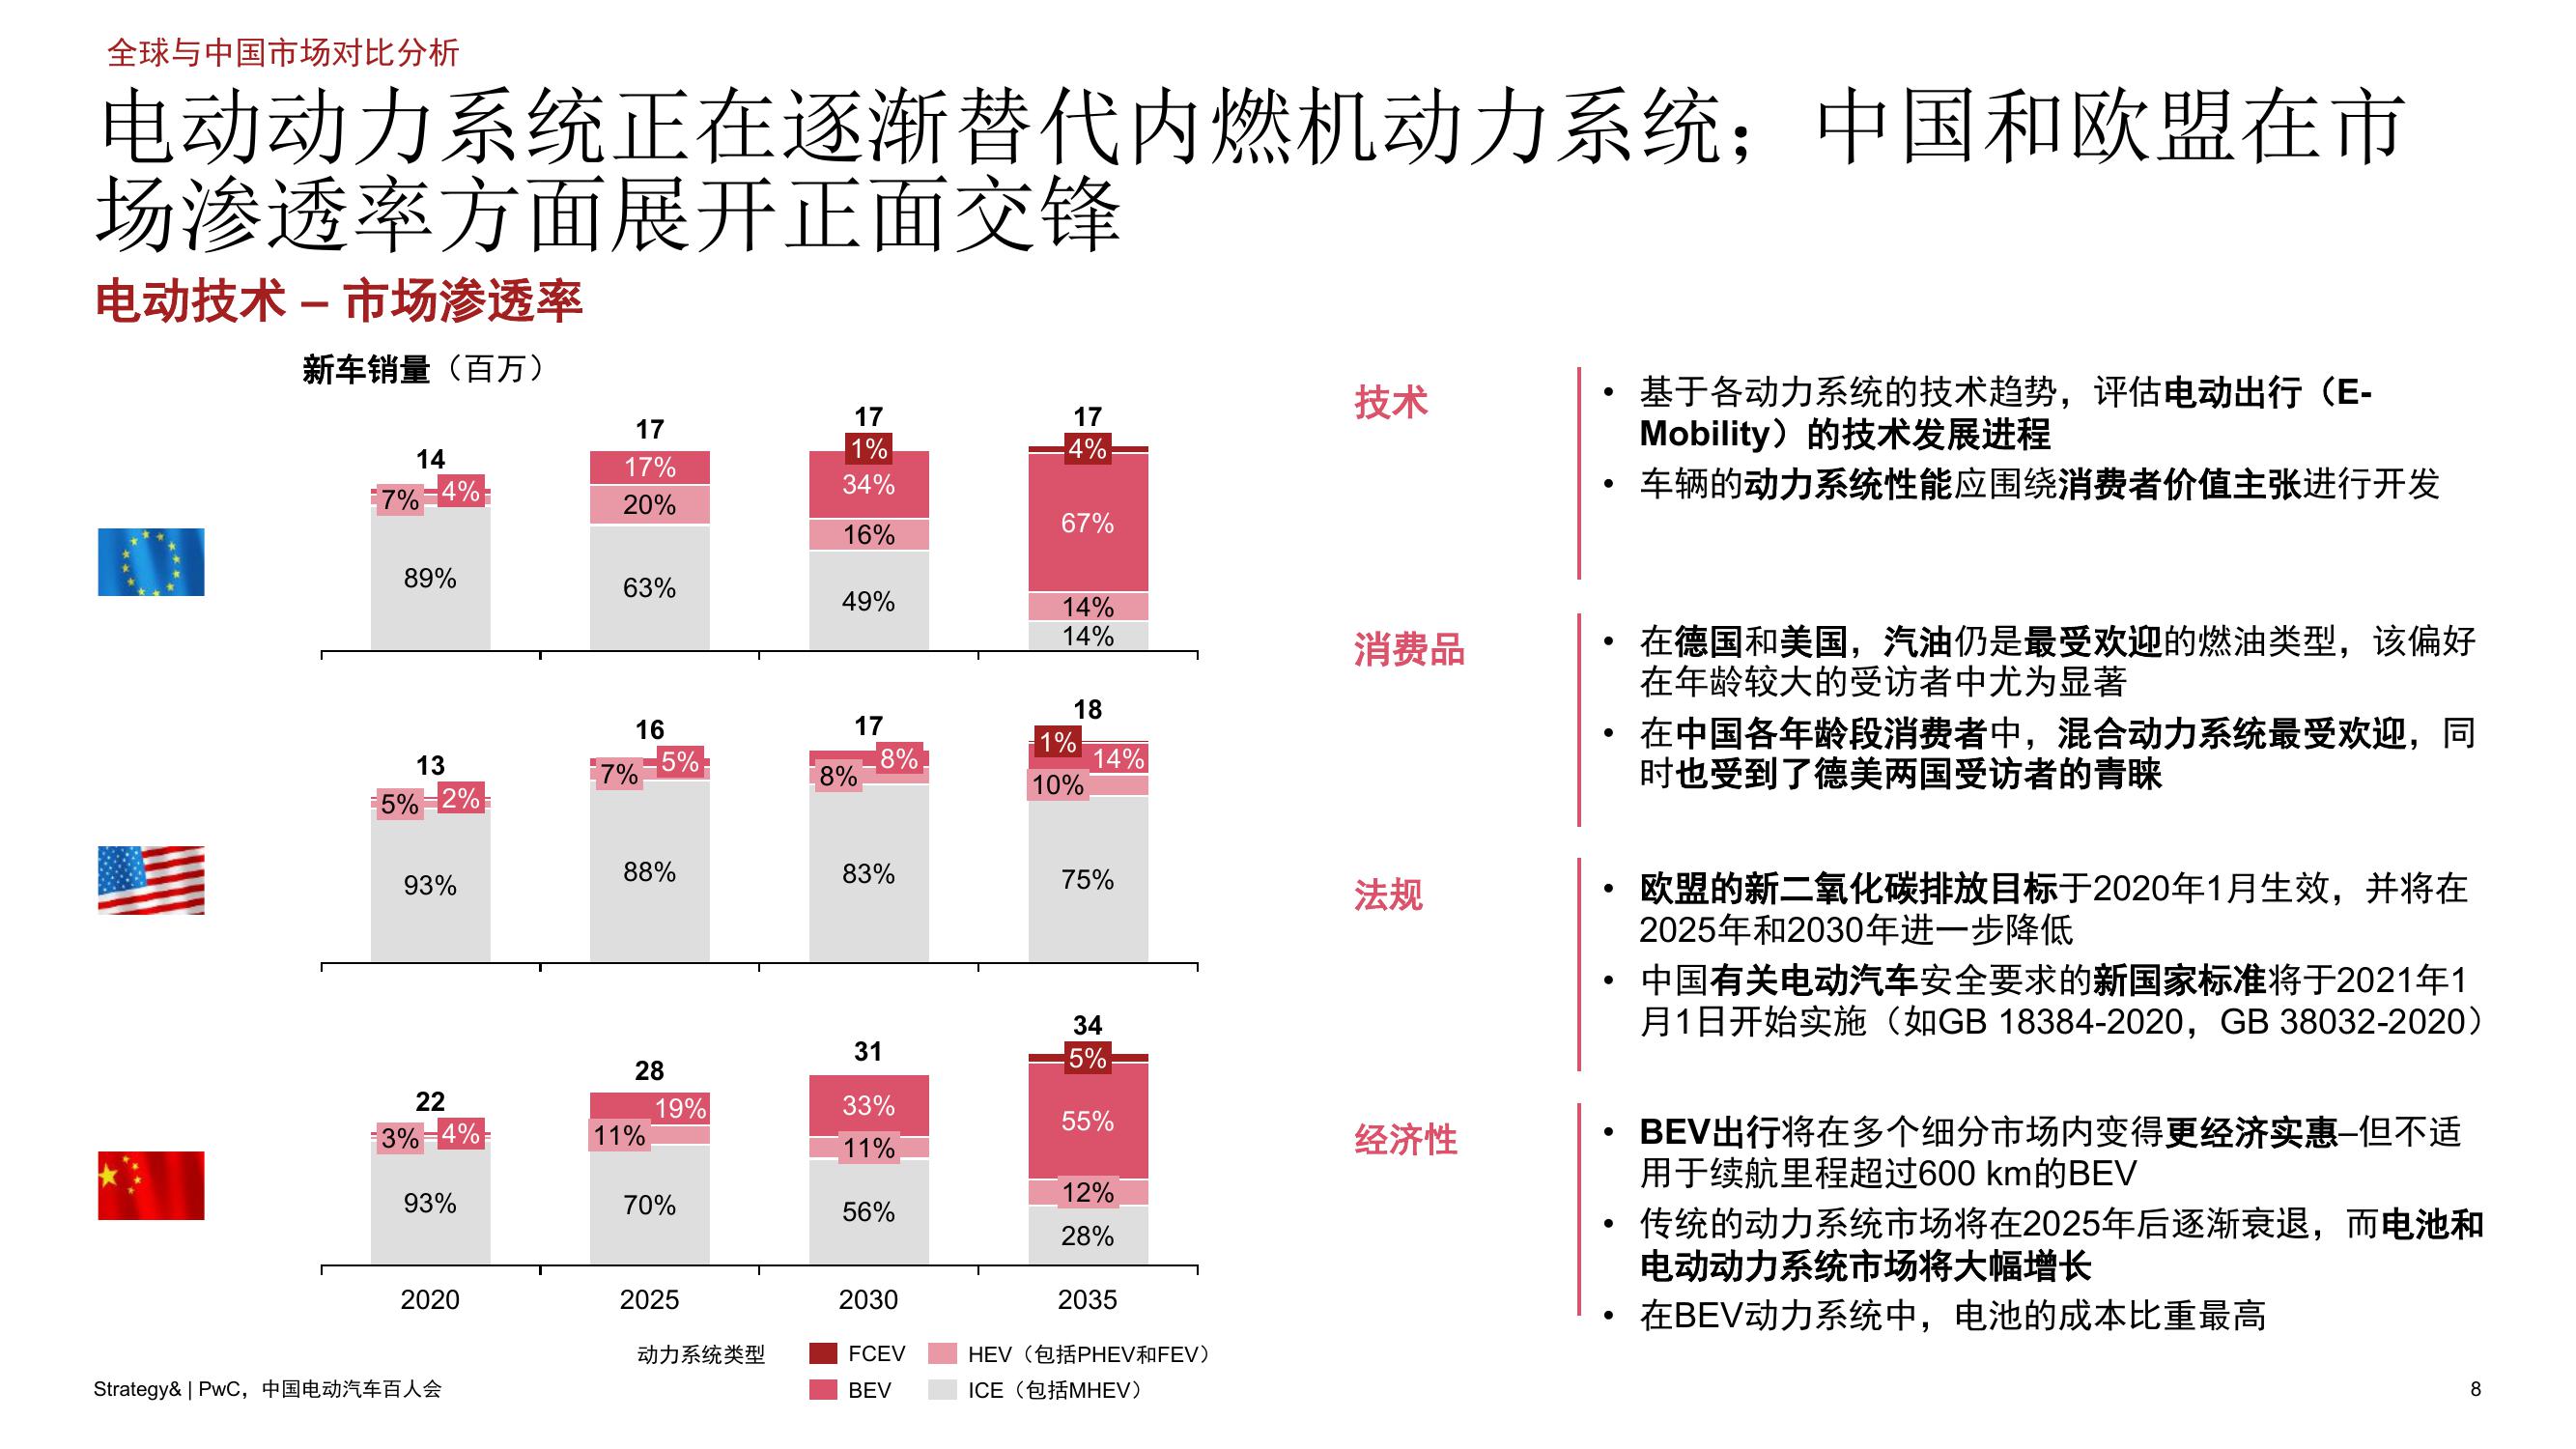 全球与中国市场对比分析
电动动力系统正在逐渐替代内燃机动力系统；中国和欧盟在市
场渗透率方面展开正面交锋
电动技术 – 市场渗透率
新车销量（百万）
14
17
17
17
7%
4%
17%
1%
4%
20%
34%
67%
89%
63%
16%
49%
14%
14%
13
16
17
18
5%
2%
7%
5%
8%
8%
1%
14%
10%
93%
88%
83%
75%
22
28
31
34
3%
4%
19%
11%
33%
11%
5%
55%
12%
93%
70%
56%
28%
2020
2025
2030
2035
动力系统类型
FCEV
HEV（包括PHEV和FEV）
BEV
ICE（包括MHEV）
技术
• 基于各动力系统的技术趋势，评估电动出行（E-
Mobility）的技术发展进程
• 车辆的动力系统性能应围绕消费者价值主张进行开发
消费品
• 在德国和美国，汽油仍是最受欢迎的燃油类型，该偏好
在年龄较大的受访者中尤为显著
• 在中国各年龄段消费者中，混合动力系统最受欢迎，同
时也受到了德美两国受访者的青睐
法规
• 欧盟的新二氧化碳排放目标于2020年1月生效，并将在
2025年和2030年进一步降低
• 中国有关电动汽车安全要求的新国家标准将于2021年1
月1日开始实施（如GB 18384-2020，GB 38032-2020）
经济性
• BEV出行将在多个细分市场内变得更经济实惠–但不适
用于续航里程超过600 km的BEV
• 传统的动力系统市场将在2025年后逐渐衰退，而电池和
电动动力系统市场将大幅增长
• 在BEV动力系统中，电池的成本比重最高
Strategy& | PwC，中国电动汽车百人会
8